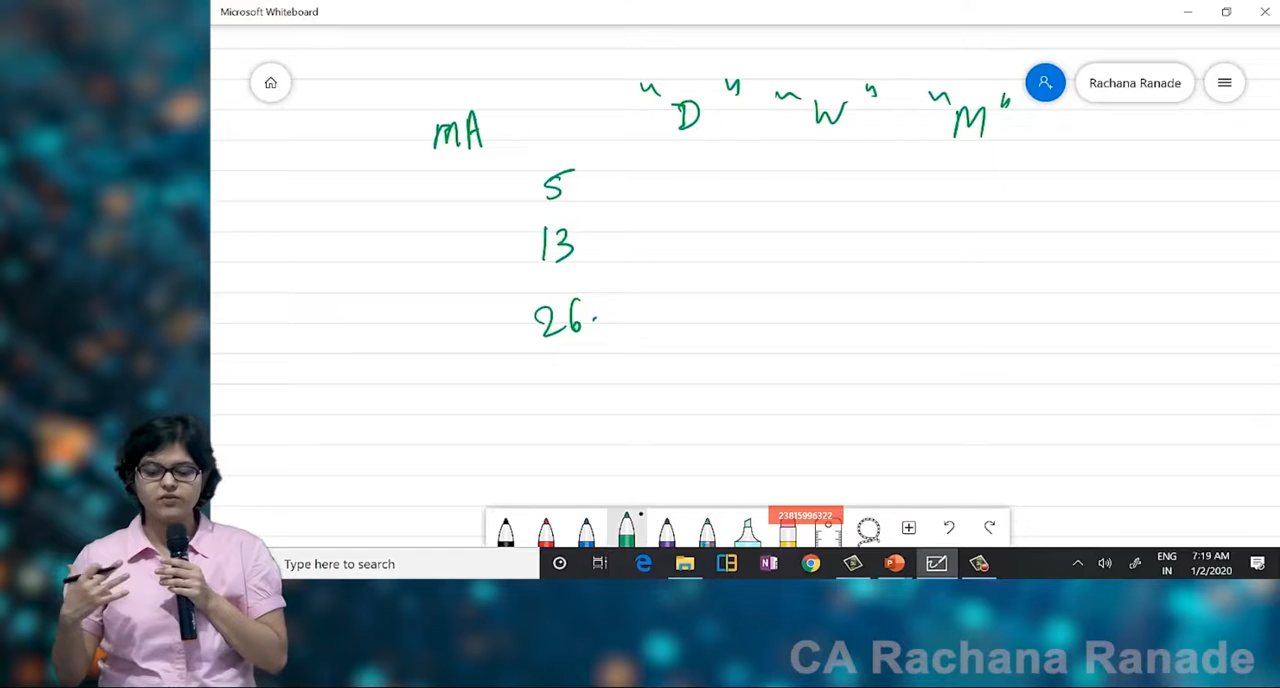 Microsoft Whiteboard
Rachana Ranade
"D" "W" "M"
MA
5
13
26.
23815996322
Type here to search
ENG 7:19 AM
IN 1/2/2020
CA Rachana Ranade